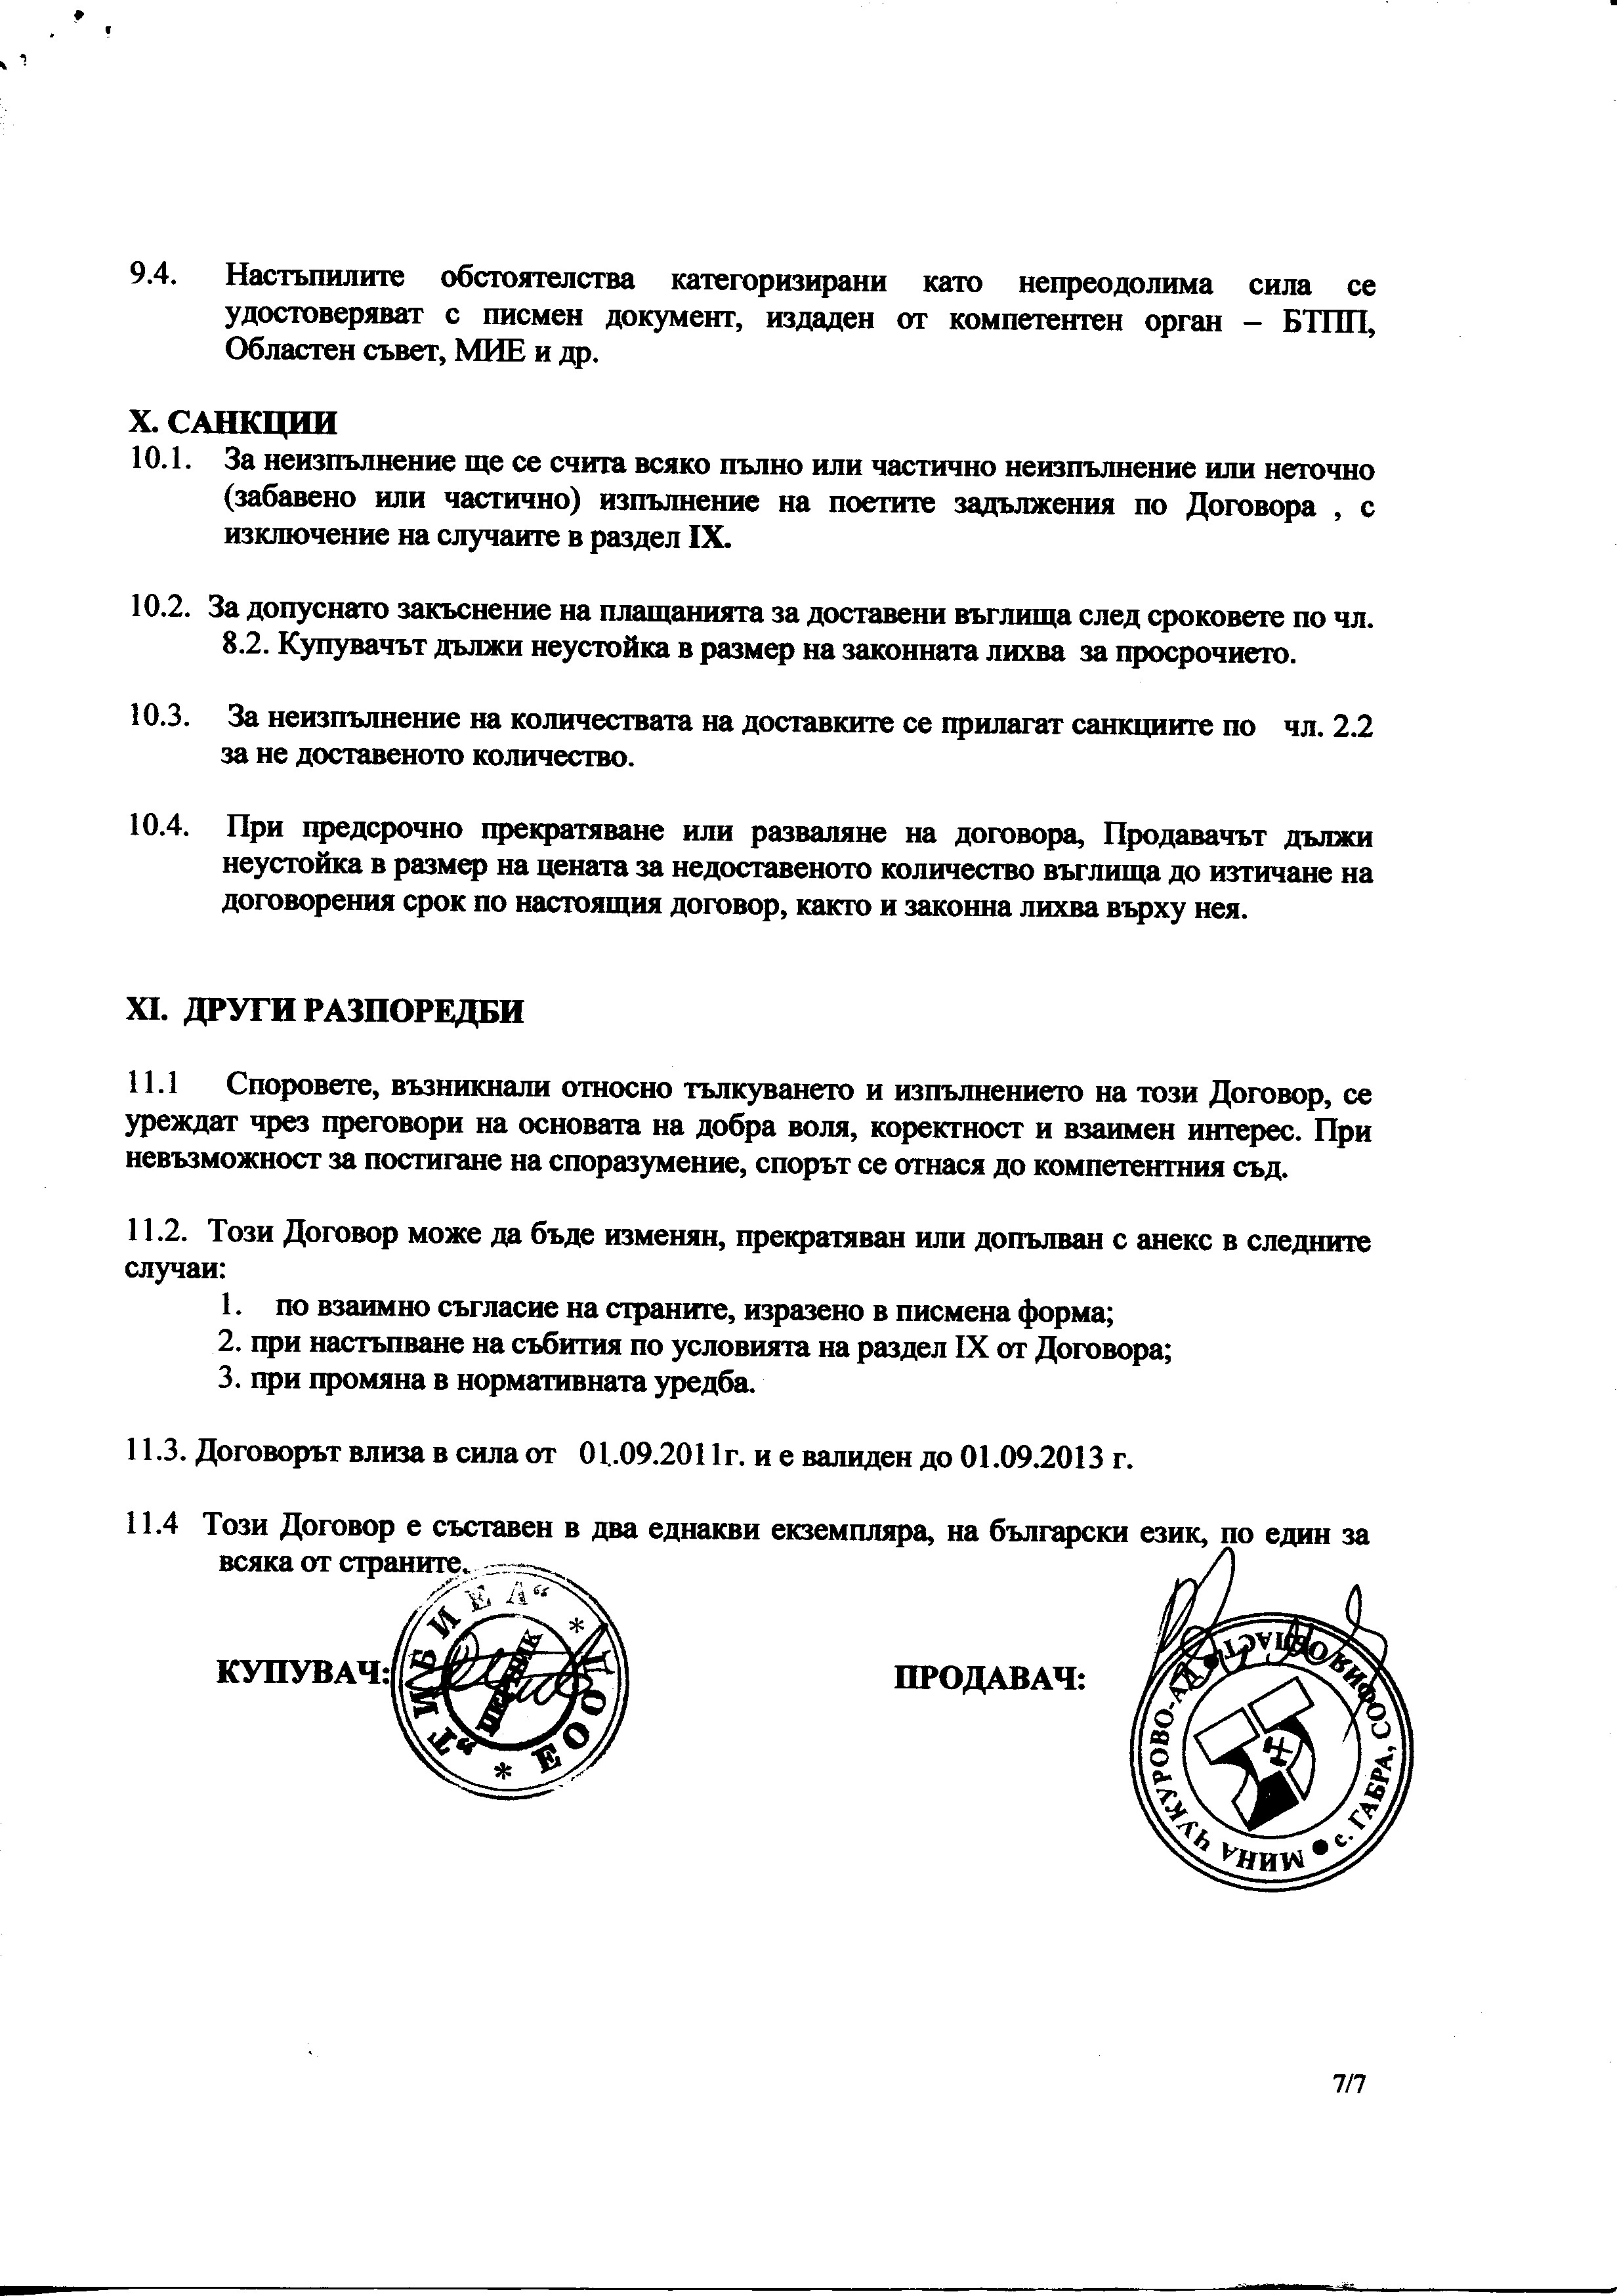 9.4. Настъпилите обстоятелства категоризирани като непреодолима сила се
удостоверяват с писмен документ, издаден от компетентен орган – БТПП,
Областен съвет, МИЕ и др.
X. САНКЦИИ
10.1. За неизпълнение ще се счита всяко пълно или частично неизпълнение или неточно
(забавено или частично) изпълнение на поетите задължения по Договора , с
изключение на случаите в раздел IX.
10.2. За допуснато закъснение на плащанията за доставени въглища след сроковете по чл.
8.2. Купувачът дължи неустойка в размер на законната лихва за просрочието.
10.3. За неизпълнение на количествата на доставките се прилагат санкциите по чл. 2.2
за не доставеното количество.
10.4. При предсрочно прекратяване или разваляне на договора, Продавачът дължи
неустойка в размер на цената за недоставеното количество въглища до изтичане на
договорения срок по настоящия договор, както и законна лихва върху нея.
XI. ДРУГИ РАЗПОРЕДБИ
11.1 Споровете, възникнали относно тълкуването и изпълнението на този Договор, се
уреждат чрез преговори на основата на добра воля, коректност и взаимен интерес. При
невъзможност за постигане на споразумение, спорът се отнася до компетентния съд.
11.2. Този Договор може да бъде изменян, прекратяван или допълван с анекс в следните
случаи:
1. по взаимно съгласие на страните, изразено в писмена форма;
2. при настъпване на събития по условията на раздел IX от Договора;
3. при промяна в нормативната уредба.
11.3. Договорът влиза в сила от 01.09.2011г. и е валиден до 01.09.2013 г.
11.4 Този Договор е съставен в два еднакви екземпляра, на български език, по един за
всяка от страните.
КУПУВАЧ:
„ТИБИЕЛ“ * ЕООД *
ПЕРНИК
ПРОДАВАЧ:
МИНА ЧУКУРОВО-АД • с. ГАБРА, СОФИЯ ОБЛАСТ •
7/7